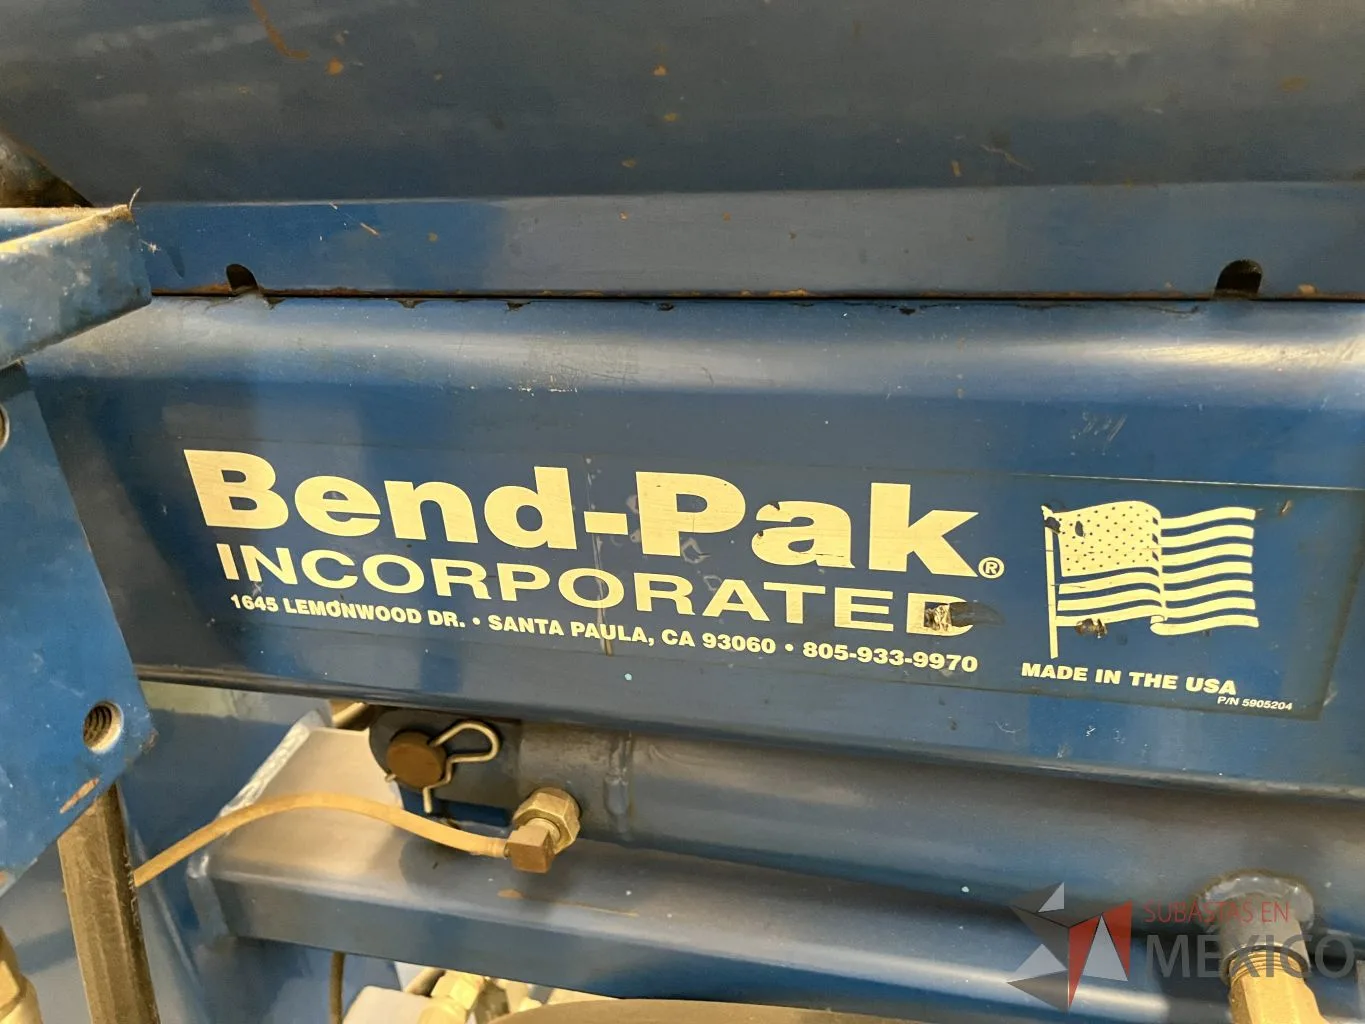 Bend-Pak®
INCORPORATED
1645 LEMONWOOD DR. • SANTA PAULA, CA 93060 • 805-933-9970
MADE IN THE USA
P/N 5905204
SUBASTAS EN
MÉXICO